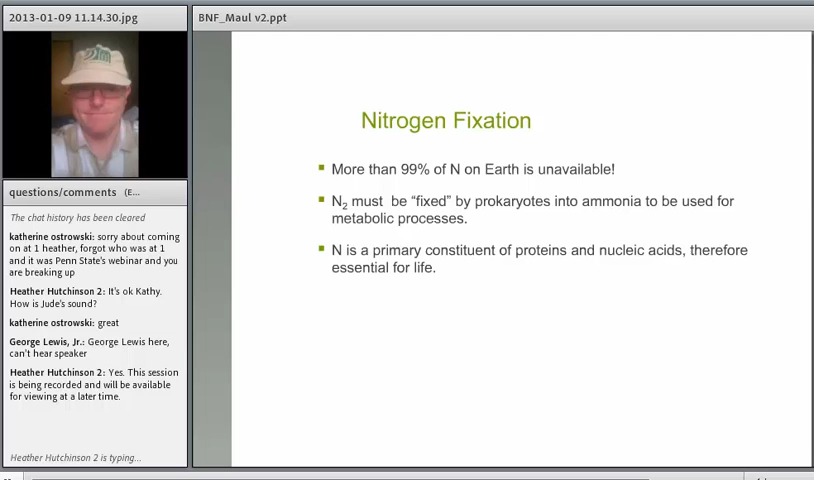 2013-01-09 11.14.30.jpg
BNF_Maul v2.ppt
questions/comments (E...
The chat history has been cleared
katherine ostrowski: sorry about coming
on at 1 heather, forgot who was at 1
and it was Penn State's webinar and you
are breaking up
Heather Hutchinson 2: It's ok Kathy.
How is Jude's sound?
katherine ostrowski: great
George Lewis, Jr.: George Lewis here,
can't hear speaker
Heather Hutchinson 2: Yes. This session
is being recorded and will be available
for viewing at a later time.
Heather Hutchinson 2 is typing...
Nitrogen Fixation
More than 99% of N on Earth is unavailable!
N₂ must be “fixed” by prokaryotes into ammonia to be used for
metabolic processes.
N is a primary constituent of proteins and nucleic acids, therefore
essential for life.